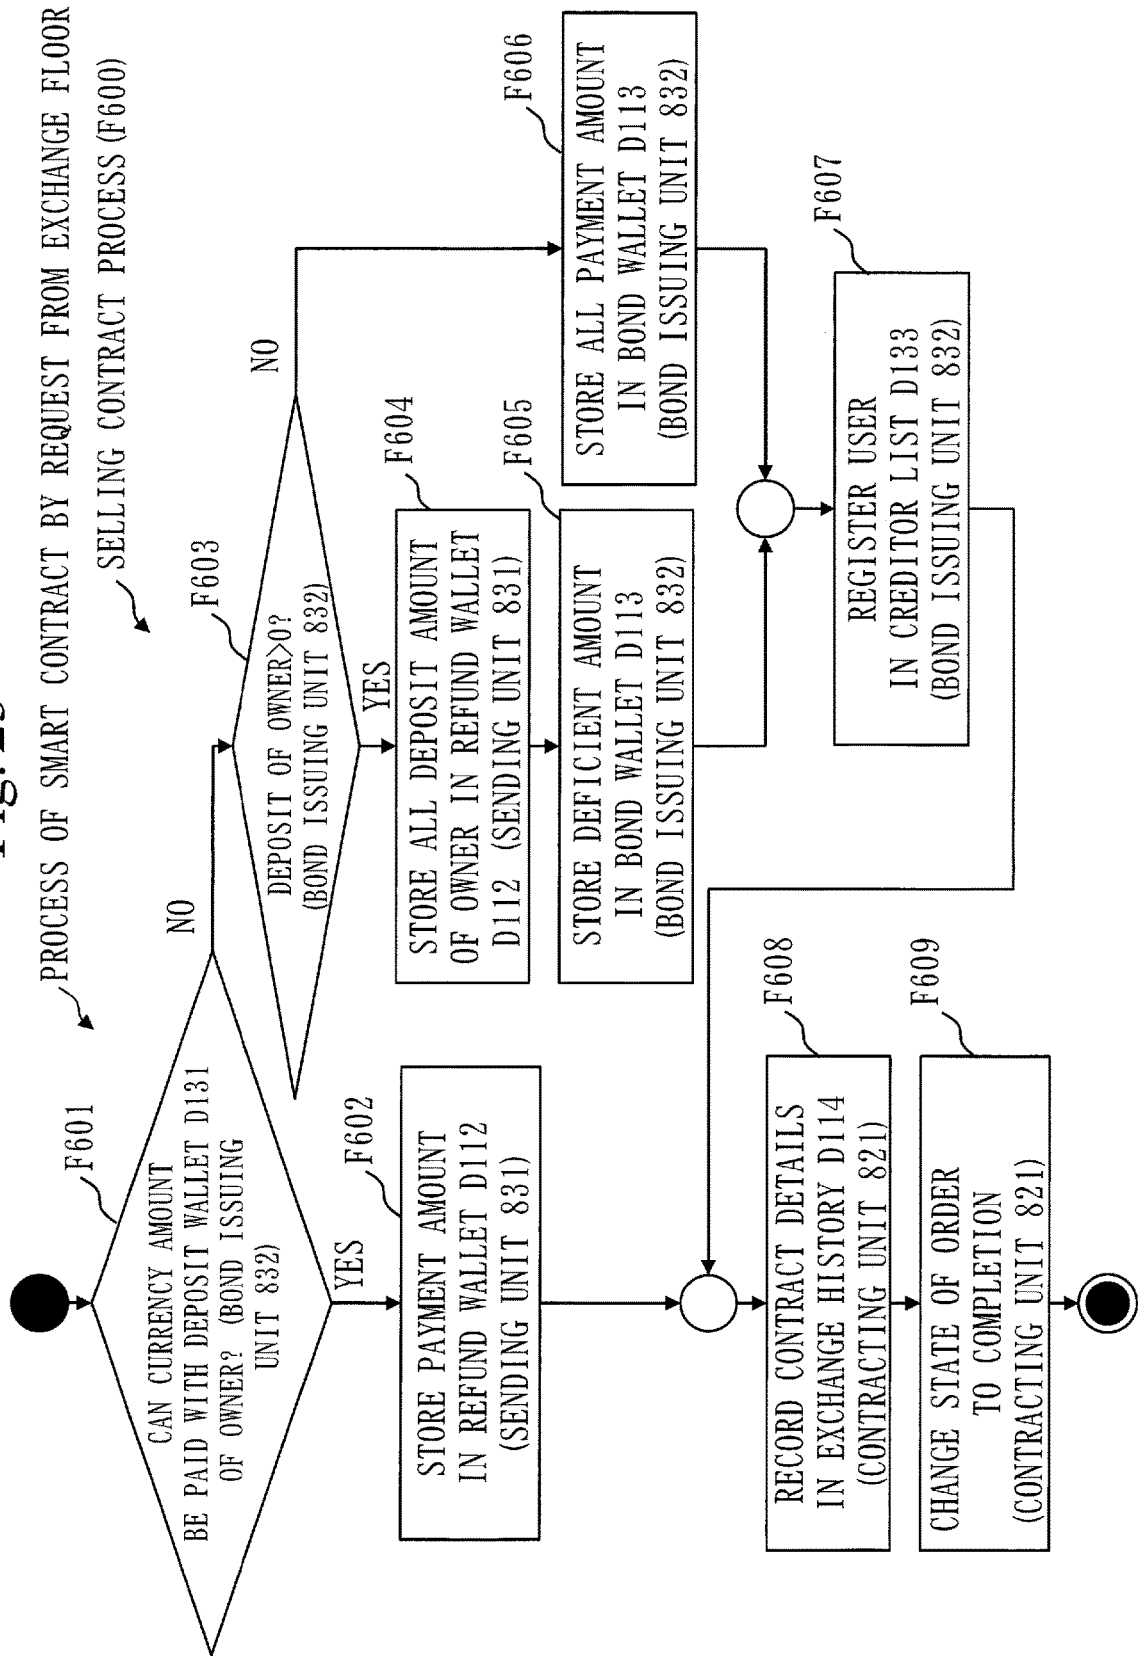 PROCESS OF SMART CONTRACT BY REQUEST FROM EXCHANGE FLOOR
SELLING CONTRACT PROCESS (F600)
F601
CAN CURRENCY AMOUNT
BE PAID WITH DEPOSIT WALLET D131
OF OWNER? (BOND ISSUING
UNIT 832)
NO
YES
F602
STORE PAYMENT AMOUNT
IN REFUND WALLET D112
(SENDING UNIT 831)
F603
DEPOSIT OF OWNER>0?
(BOND ISSUING UNIT 832)
NO
YES
F604
STORE ALL DEPOSIT AMOUNT
OF OWNER IN REFUND WALLET
D112 (SENDING UNIT 831)
F605
STORE DEFICIENT AMOUNT
IN BOND WALLET D113
(BOND ISSUING UNIT 832)
F606
STORE ALL PAYMENT AMOUNT
IN BOND WALLET D113
(BOND ISSUING UNIT 832)
F607
REGISTER USER
IN CREDITOR LIST D133
(BOND ISSUING UNIT 832)
F608
RECORD CONTRACT DETAILS
IN EXCHANGE HISTORY D114
(CONTRACTING UNIT 821)
F609
CHANGE STATE OF ORDER
TO COMPLETION
(CONTRACTING UNIT 821)